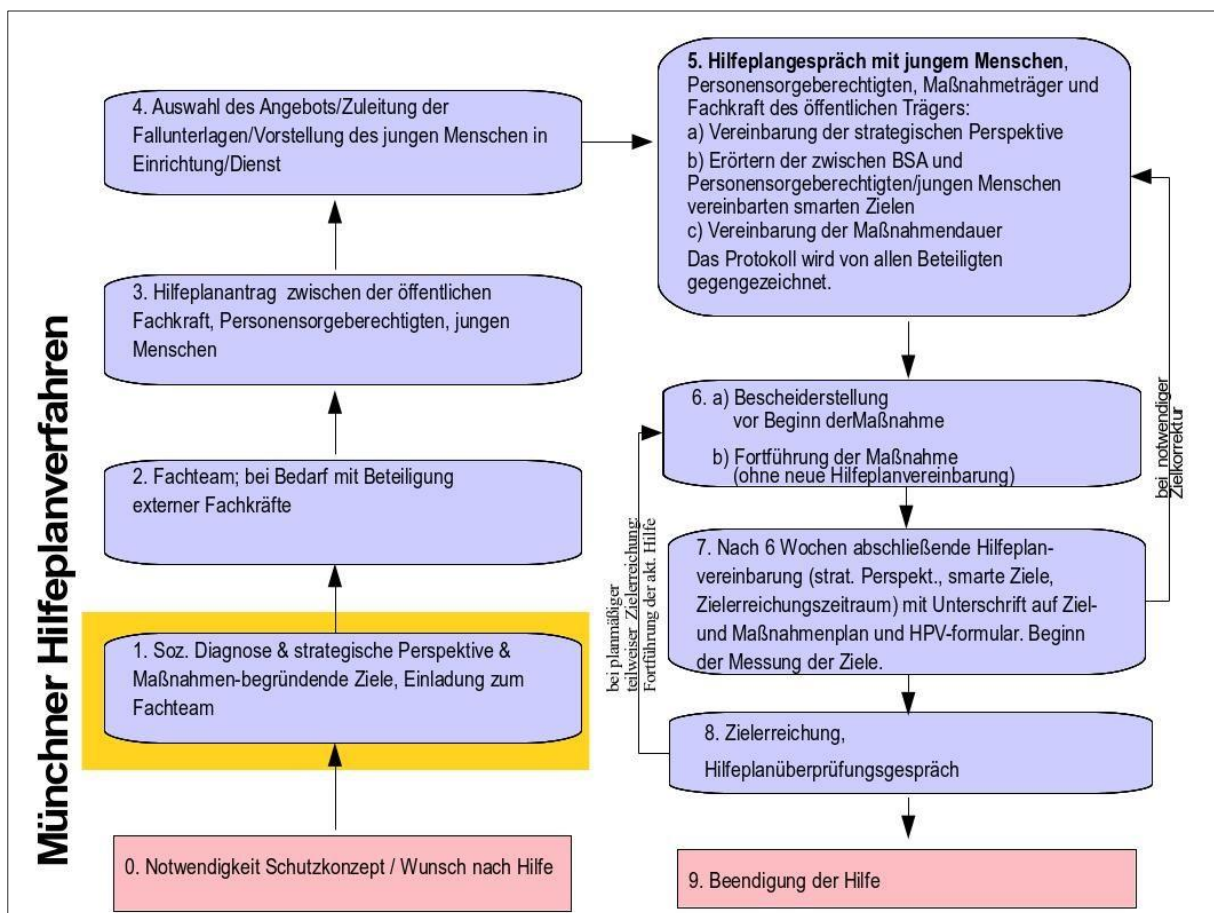 Münchner Hilfeplanverfahren
0. Notwendigkeit Schutzkonzept / Wunsch nach Hilfe
1. Soz. Diagnose & strategische Perspektive &
Maßnahmen-begründende Ziele, Einladung zum
Fachteam
2. Fachteam; bei Bedarf mit Beteiligung
externer Fachkräfte
3. Hilfeplanantrag zwischen der öffentlichen
Fachkraft, Personensorgeberechtigten, jungen
Menschen
4. Auswahl des Angebots/Zuleitung der
Fallunterlagen/Vorstellung des jungen Menschen in
Einrichtung/Dienst
5. Hilfeplangespräch mit jungem Menschen,
Personensorgeberechtigten, Maßnahmeträger und
Fachkraft des öffentlichen Trägers:
a) Vereinbarung der strategischen Perspektive
b) Erörtern der zwischen BSA und
Personensorgeberechtigten/jungen Menschen
vereinbarten smarten Zielen
c) Vereinbarung der Maßnahmendauer
Das Protokoll wird von allen Beteiligten
gegengezeichnet.
6. a) Bescheiderstellung
vor Beginn derMaßnahme
b) Fortführung der Maßnahme
(ohne neue Hilfeplanvereinbarung)
7. Nach 6 Wochen abschließende Hilfeplan-
vereinbarung (strat. Perspekt., smarte Ziele,
Zielerreichungszeitraum) mit Unterschrift auf Ziel-
und Maßnahmenplan und HPV-formular. Beginn
der Messung der Ziele.
bei notwendiger
Zielkorrektur
8. Zielerreichung,
Hilfeplanüberprüfungsgespräch
bei planmäßiger
teilweiser Zielerreichung:
Fortführung der akt. Hilfe
9. Beendigung der Hilfe